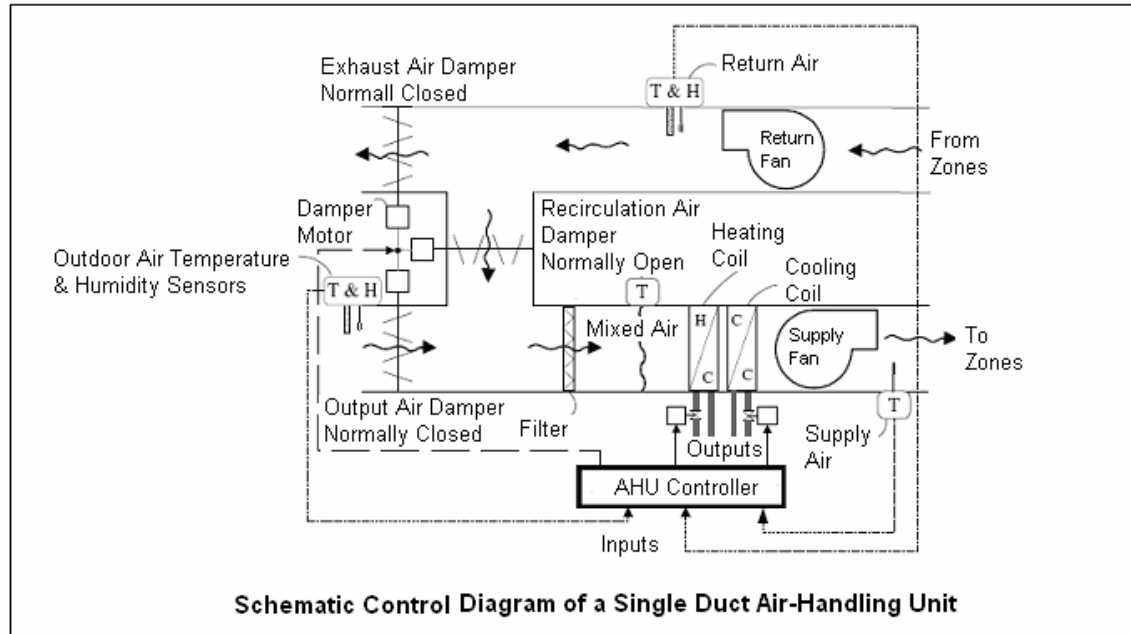 Exhaust Air Damper
Normall Closed
T & H
Return Air
Return
Fan
From
Zones
Damper
Motor
Recirculation Air
Damper
Normally Open
Heating
Coil
Cooling
Coil
Outdoor Air Temperature
& Humidity Sensors
T & H
T
Mixed Air
H
C
C
C
Supply
Fan
To
Zones
Output Air Damper
Normally Closed
Filter
T
Supply
Air
Outputs
AHU Controller
Inputs
Schematic Control Diagram of a Single Duct Air-Handling Unit